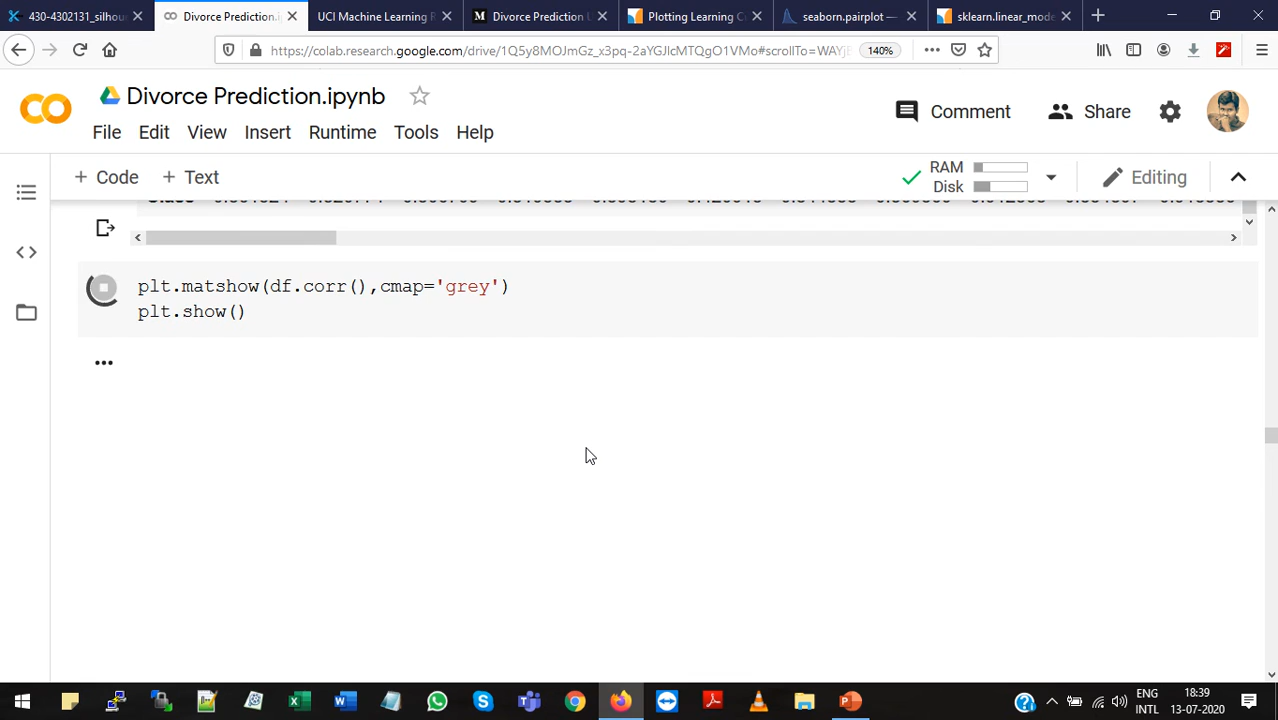 430-4302131_silhou
Divorce Prediction.i
UCI Machine Learning R
Divorce Prediction U
Plotting Learning C
seaborn.pairplot —
sklearn.linear_mode
https://colab.research.google.com/drive/1Q5y8MOJmGz_x3pq-2aYGJlcMTQgO1VMo#scrollTo=WAYjE
140%
Divorce Prediction.ipynb
Comment
Share
File Edit View Insert Runtime Tools Help
+ Code + Text
RAM
Disk
Editing
plt.matshow(df.corr(),cmap='grey')
plt.show()
ENG
INTL
18:39
13-07-2020